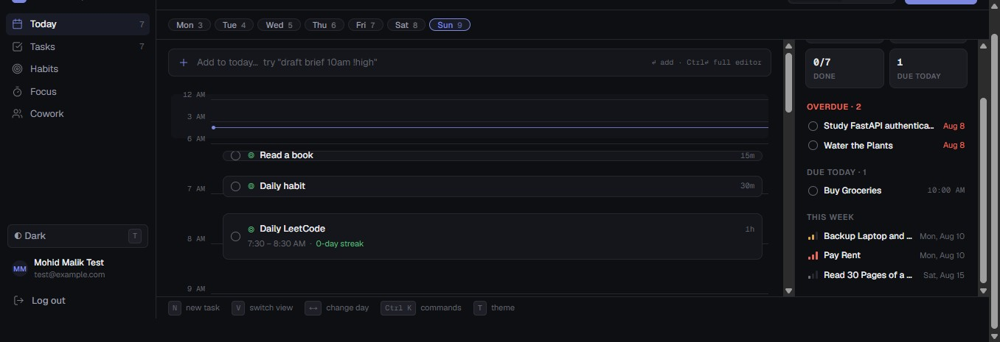 Today 7
Tasks 7
Habits
Focus
Cowork
Dark T
MM
Mohid Malik Test
test@example.com
Log out
Mon 3 Tue 4 Wed 5 Thu 6 Fri 7 Sat 8 Sun 9
Add to today... try "draft brief 10am !high" ↵ add · Ctrl↵ full editor
12 AM
3 AM
6 AM
Read a book 15m
Daily habit 30m
7 AM
Daily LeetCode 1h
7:30 – 8:30 AM · 0-day streak
8 AM
9 AM
0/7
DONE
1
DUE TODAY
OVERDUE · 2
Study FastAPI authentica... Aug 8
Water the Plants Aug 8
DUE TODAY · 1
Buy Groceries 10:00 AM
THIS WEEK
Backup Laptop and ... Mon, Aug 10
Pay Rent Mon, Aug 10
Read 30 Pages of a ... Sat, Aug 15
N new task V switch view ↔ change day Ctrl K commands T theme